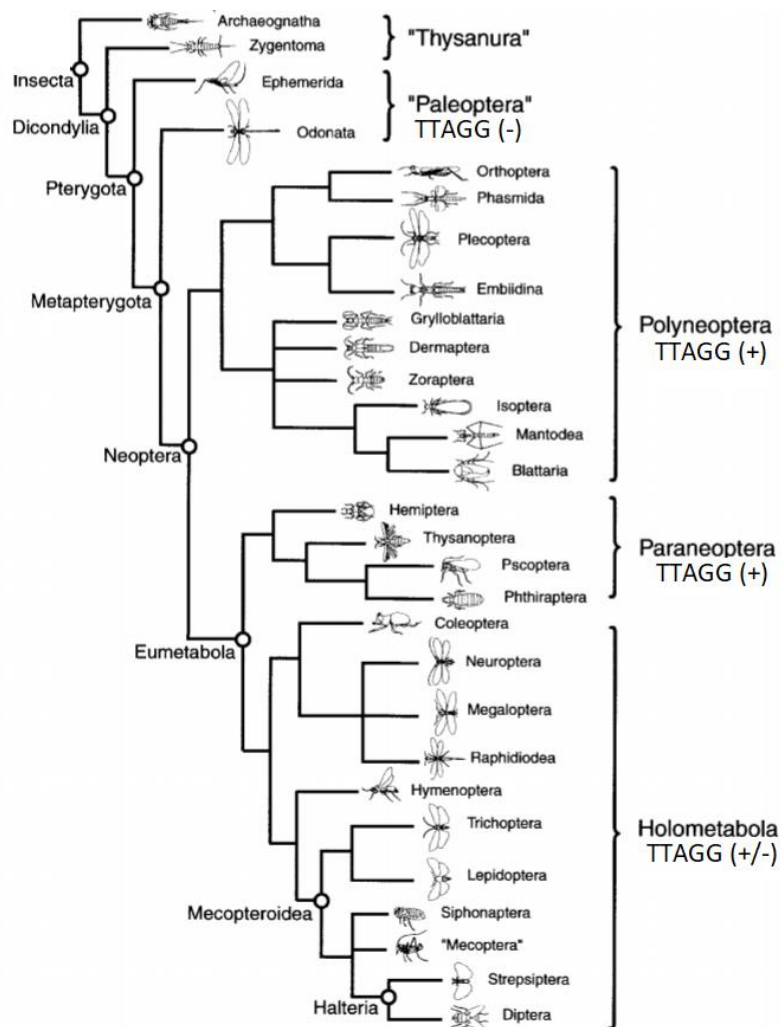 Archaeognatha
Zygentoma
"Thysanura"
Insecta
Ephemerida
Dicondylia
"Paleoptera"
TTAGG (-)
Odonata
Pterygota
Orthoptera
Phasmida
Plecoptera
Metapterygota
Embiidina
Grylloblattaria
Polyneoptera
TTAGG (+)
Dermaptera
Zoraptera
Isoptera
Mantodea
Neoptera
Blattaria
Hemiptera
Thysanoptera
Paraneoptera
TTAGG (+)
Pscoptera
Phthiraptera
Coleoptera
Eumetabola
Neuroptera
Megaloptera
Raphidiodea
Hymenoptera
Trichoptera
Holometabola
TTAGG (+/-)
Lepidoptera
Mecopteroidea
Siphonaptera
"Mecoptera"
Strepsiptera
Halteria
Diptera